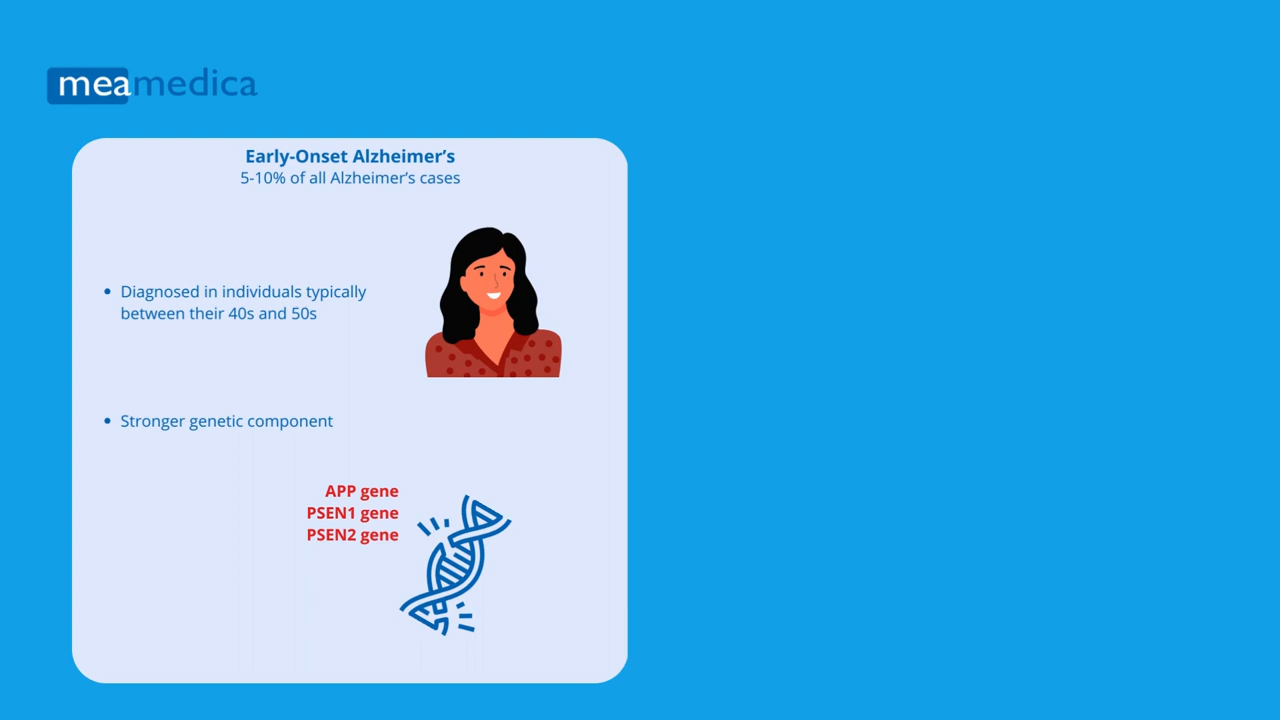 meamedica
Early-Onset Alzheimer’s
5-10% of all Alzheimer’s cases
• Diagnosed in individuals typically
between their 40s and 50s
• Stronger genetic component
APP gene
PSEN1 gene
PSEN2 gene